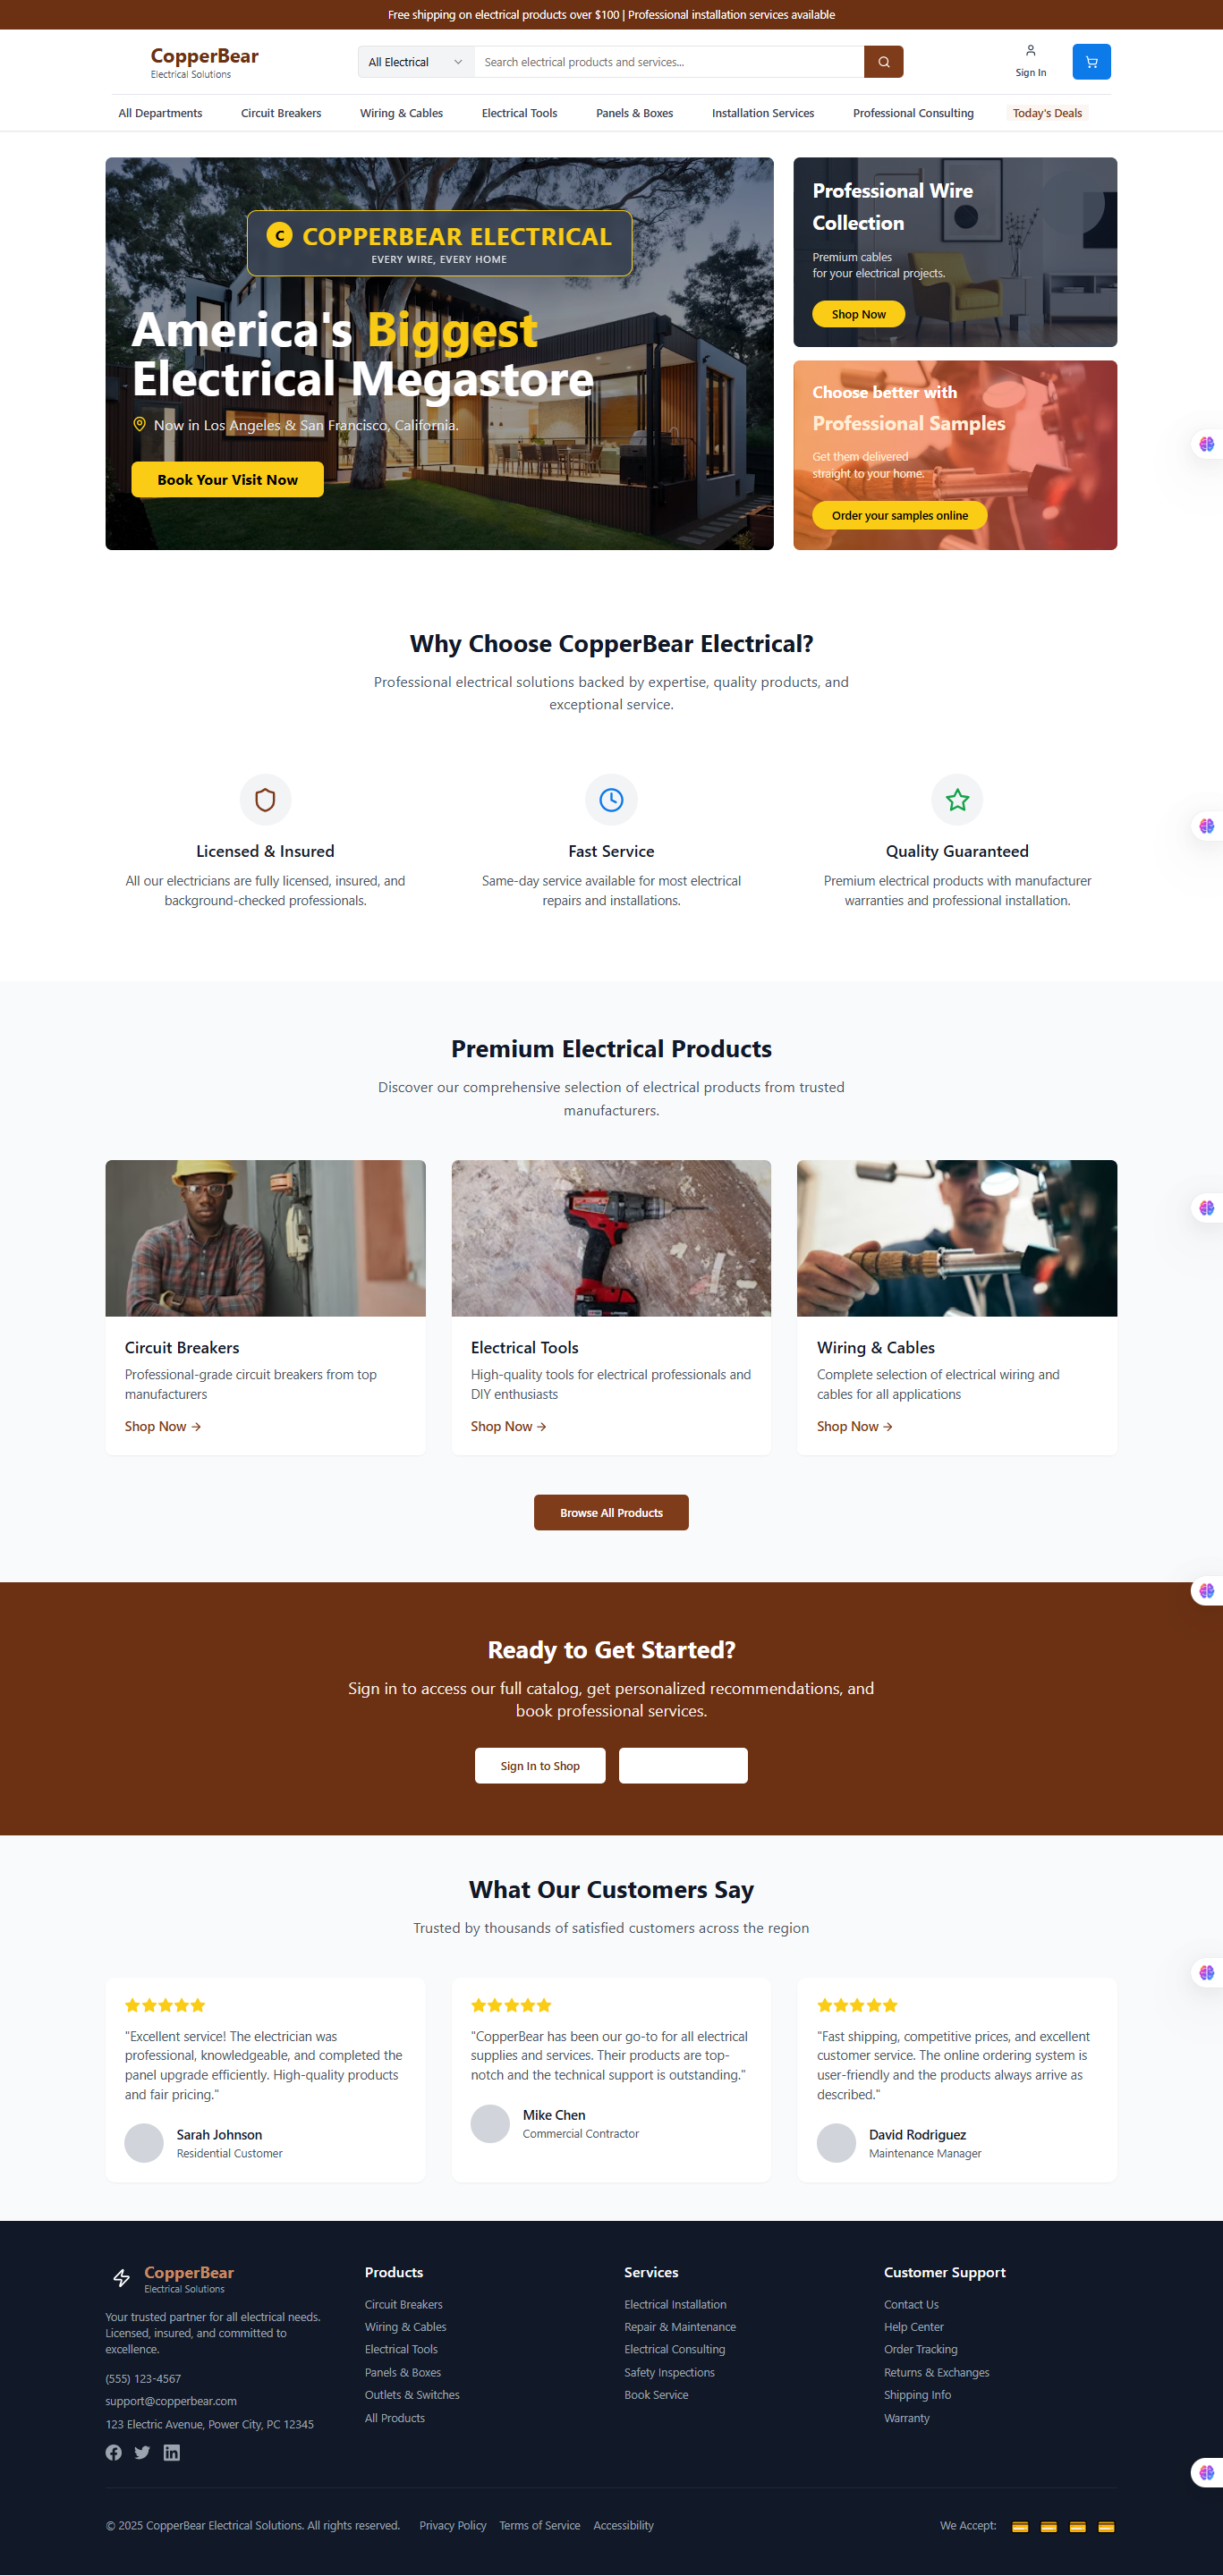 Free shipping on electrical products over $100 | Professional installation services available
CopperBear
Electrical Solutions
All Electrical
Search electrical products and services...
Sign In
All Departments
Circuit Breakers
Wiring & Cables
Electrical Tools
Panels & Boxes
Installation Services
Professional Consulting
Today's Deals
C COPPERBEAR ELECTRICAL
EVERY WIRE, EVERY HOME
America's Biggest
Electrical Megastore
Now in Los Angeles & San Francisco, California.
Book Your Visit Now
Professional Wire
Collection
Premium cables
for your electrical projects.
Shop Now
Choose better with
Professional Samples
Get them delivered
straight to your home.
Order your samples online
Why Choose CopperBear Electrical?
Professional electrical solutions backed by expertise, quality products, and
exceptional service.
Licensed & Insured
All our electricians are fully licensed, insured, and
background-checked professionals.
Fast Service
Same-day service available for most electrical
repairs and installations.
Quality Guaranteed
Premium electrical products with manufacturer
warranties and professional installation.
Premium Electrical Products
Discover our comprehensive selection of electrical products from trusted
manufacturers.
Circuit Breakers
Professional-grade circuit breakers from top
manufacturers
Shop Now →
Electrical Tools
High-quality tools for electrical professionals and
DIY enthusiasts
Shop Now →
Wiring & Cables
Complete selection of electrical wiring and
cables for all applications
Shop Now →
Browse All Products
Ready to Get Started?
Sign in to access our full catalog, get personalized recommendations, and
book professional services.
Sign In to Shop
What Our Customers Say
Trusted by thousands of satisfied customers across the region
"Excellent service! The electrician was
professional, knowledgeable, and completed the
panel upgrade efficiently. High-quality products
and fair pricing."
Sarah Johnson
Residential Customer
"CopperBear has been our go-to for all electrical
supplies and services. Their products are top-
notch and the technical support is outstanding."
Mike Chen
Commercial Contractor
"Fast shipping, competitive prices, and excellent
customer service. The online ordering system is
user-friendly and the products always arrive as
described."
David Rodriguez
Maintenance Manager
CopperBear
Electrical Solutions
Your trusted partner for all electrical needs.
Licensed, insured, and committed to
excellence.
(555) 123-4567
support@copperbear.com
123 Electric Avenue, Power City, PC 12345
Products
Circuit Breakers
Wiring & Cables
Electrical Tools
Panels & Boxes
Outlets & Switches
All Products
Services
Electrical Installation
Repair & Maintenance
Electrical Consulting
Safety Inspections
Book Service
Customer Support
Contact Us
Help Center
Order Tracking
Returns & Exchanges
Shipping Info
Warranty
© 2025 CopperBear Electrical Solutions. All rights reserved.
Privacy Policy
Terms of Service
Accessibility
We Accept: